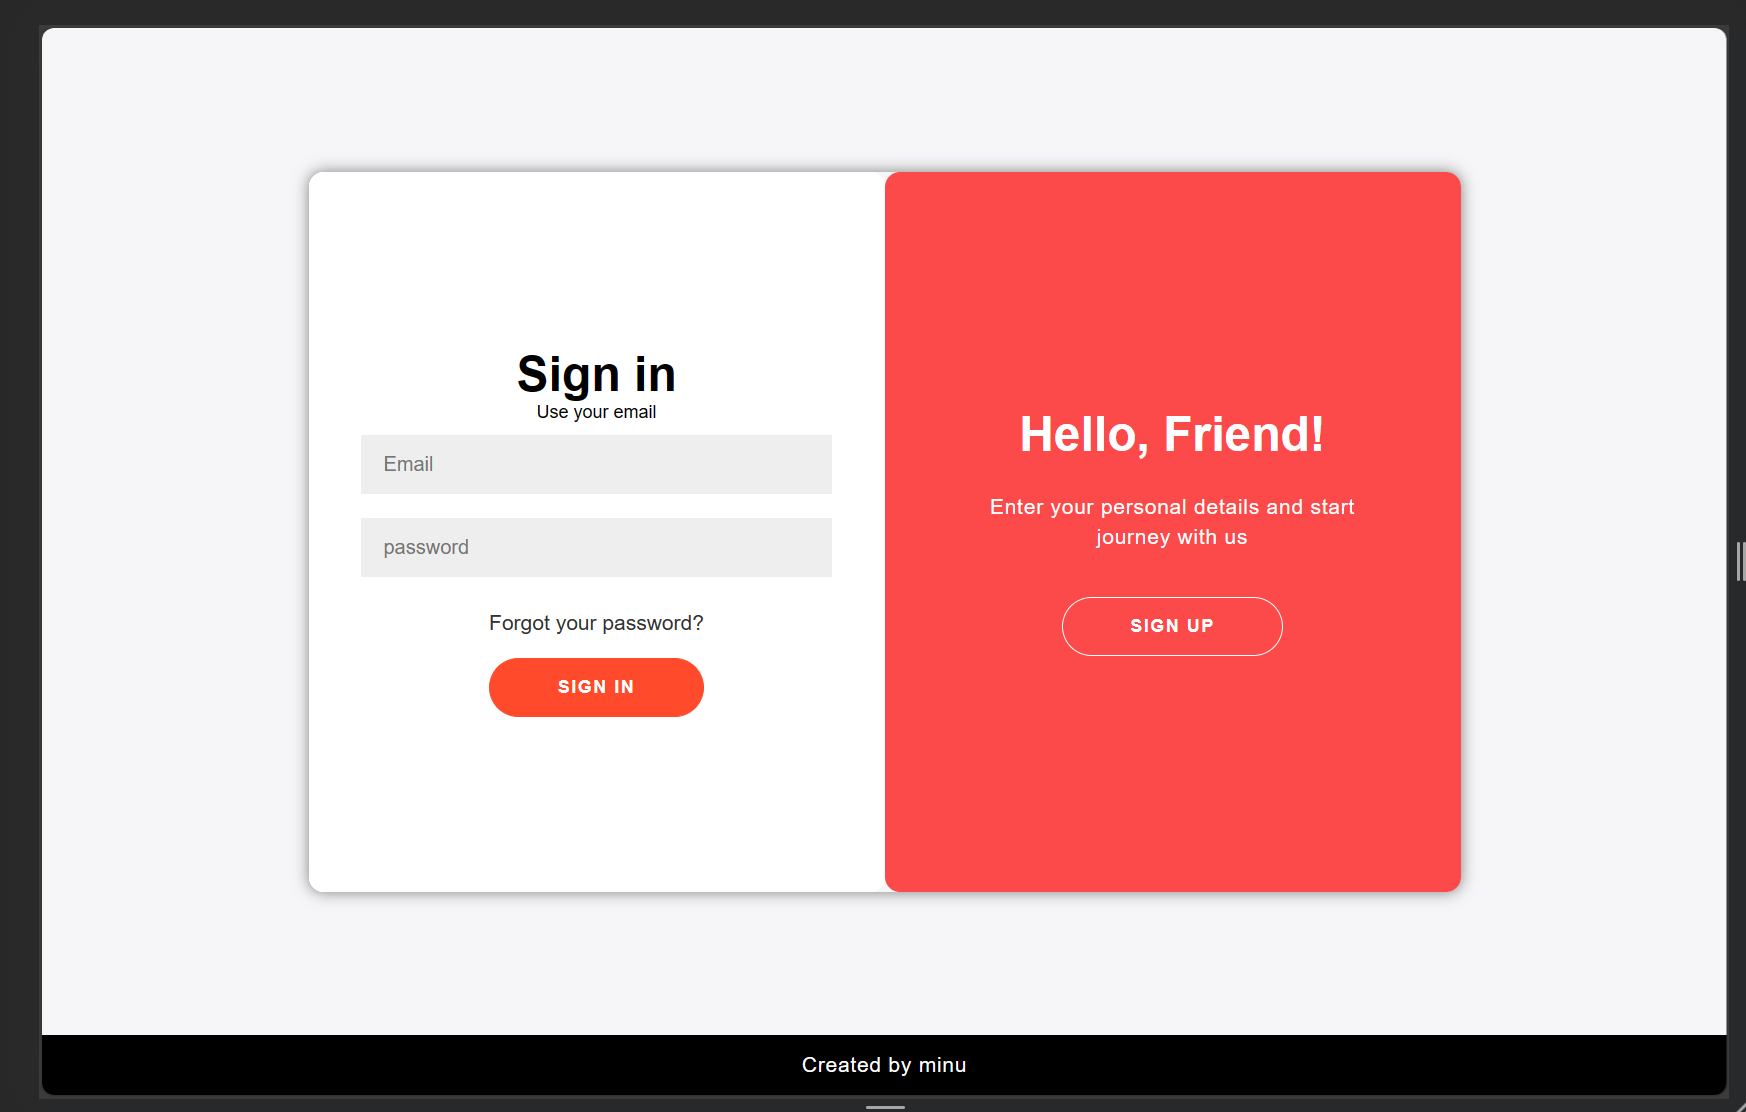 Sign in
Use your email
Email
password
Forgot your password?
SIGN IN
Hello, Friend!
Enter your personal details and start
journey with us
SIGN UP
Created by minu